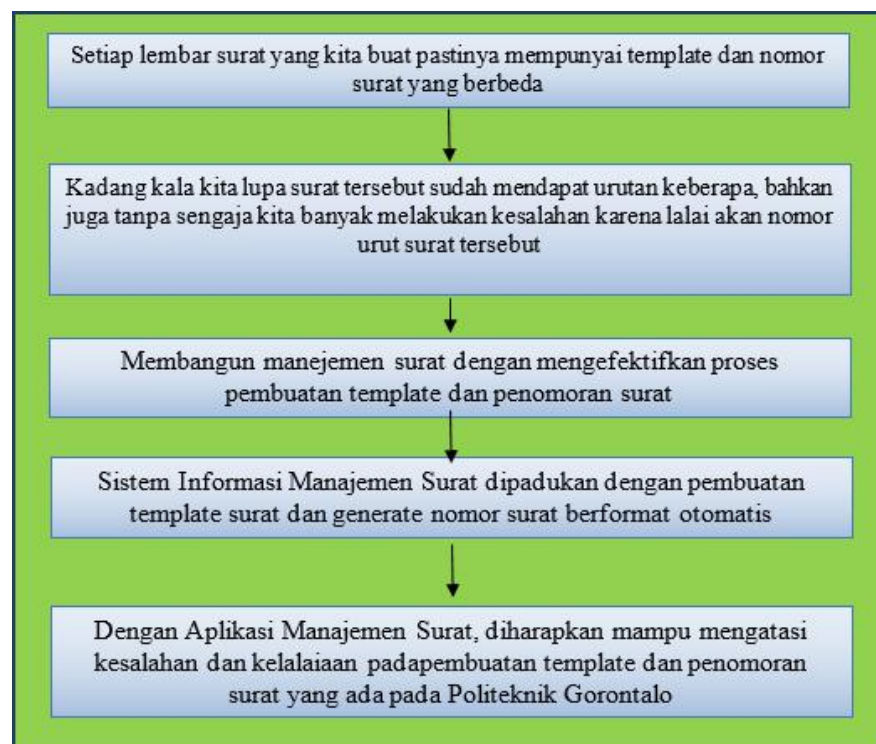 Setiap lembar surat yang kita buat pastinya mempunyai template dan nomor
surat yang berbeda
Kadang kala kita lupa surat tersebut sudah mendapat urutan keberapa, bahkan
juga tanpa sengaja kita banyak melakukan kesalahan karena lalai akan nomor
urut surat tersebut
Membangun manejemen surat dengan mengefektifkan proses
pembuatan template dan penomoran surat
Sistem Informasi Manajemen Surat dipadukan dengan pembuatan
template surat dan generate nomor surat berformat otomatis
Dengan Aplikasi Manajemen Surat, diharapkan mampu mengatasi
kesalahan dan kelalaiaan padapembuatan template dan penomoran
surat yang ada pada Politeknik Gorontalo